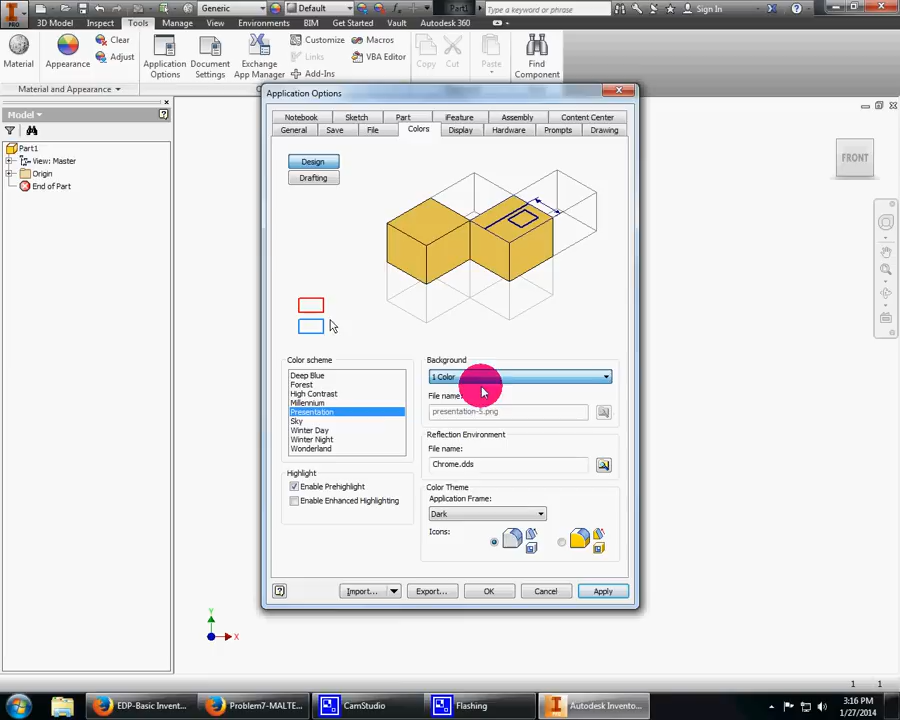 PRO
Generic
Default
Part1
Type a keyword or phrase
Sign In
3D Model
Inspect
Tools
Manage
View
Environments
BIM
Get Started
Vault
Autodesk 360
Material
Appearance
Clear
Adjust
Application Options
Document Settings
Exchange App Manager
Customize
Links
Add-Ins
Macros
VBA Editor
Copy
Cut
Paste
Find Component
Material and Appearance
Model
Part1
View: Master
Origin
End of Part
Application Options
Notebook
Sketch
Part
iFeature
Assembly
Content Center
General
Save
File
Colors
Display
Hardware
Prompts
Drawing
Design
Drafting
Color scheme
Deep Blue
Forest
High Contrast
Millennium
Presentation
Sky
Winter Day
Winter Night
Wonderland
Background
1 Color
File name:
presentation-5.png
Reflection Environment
File name:
Chrome.dds
Highlight
Enable Prehighlight
Enable Enhanced Highlighting
Color Theme
Application Frame:
Dark
Icons:
Import...
Export...
OK
Cancel
Apply
FRONT
Y
X
1
1
EDP-Basic Invent...
Problem7-MALTE...
CamStudio
Flashing
Autodesk Invento...
3:16 PM
1/27/2014